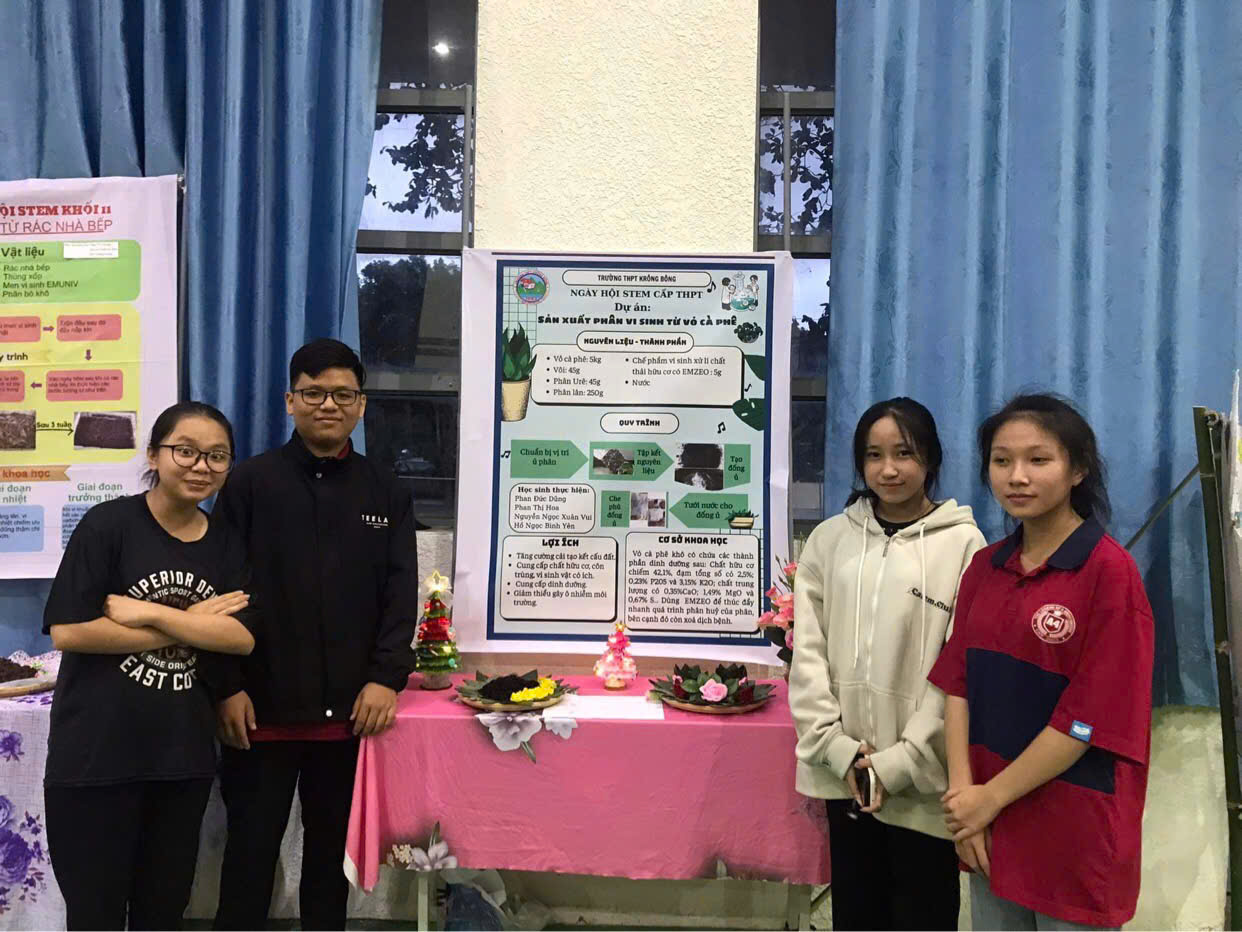 ỘI STEM KHỐI 11
TỪ RÁC NHÀ BẾP
Vật liệu
Rác nhà bếp
Thùng xốp
Men vi sinh EMUNIV
Phân bò khô
Sau 3 tuần
khoa học
Giai đoạn
trưởng
TRƯỜNG THPT KRÔNG BÔNG
NGÀY HỘI STEM CẤP THPT
Dự án:
SẢN XUẤT PHÂN VI SINH TỪ VỎ CÀ PHÊ
NGUYÊN LIỆU - THÀNH PHẦN
• Vỏ cà phê: 5kg
• Vôi: 45g
• Phân Urê: 45g
• Phân lân: 250g
• Chế phẩm vi sinh xử lí chất
thải hữu cơ có EMZEO : 5g
• Nước
QUY TRÌNH
Chuẩn bị vị trí
ủ phân
Tập kết
nguyên
liệu
Tạo
đống
ủ
Học sinh thực hiện:
Phan Đức Dũng
Phan Thị Hoa
Nguyễn Ngọc Xuân Vui
Hồ Ngọc Bình Yên
Che
phủ
đống
ủ
Tưới nước cho
đống ủ
LỢI ÍCH
• Tăng cường cải tạo kết cấu đất.
• Cung cấp chất hữu cơ, côn
trùng, vi sinh vật có ích.
• Cung cấp dinh dưỡng.
• Giảm thiểu gây ô nhiễm môi
trường.
CƠ SỞ KHOA HỌC
Vỏ cà phê khô có chứa các thành
phần dinh dưỡng sau: Chất hữu cơ
chiếm 42,1%, đạm tổng số có 2,5%;
0,23% P2O5 và 3,15% K2O; chất trung
lượng có 0,35%CaO; 1,49% MgO và
0,67% S... Dùng EMZEO để thúc đẩy
nhanh quá trình phân huỷ của phân,
bên cạnh đó còn xoá dịch bệnh.
UPERIOR DE
EAST CO
TEELA